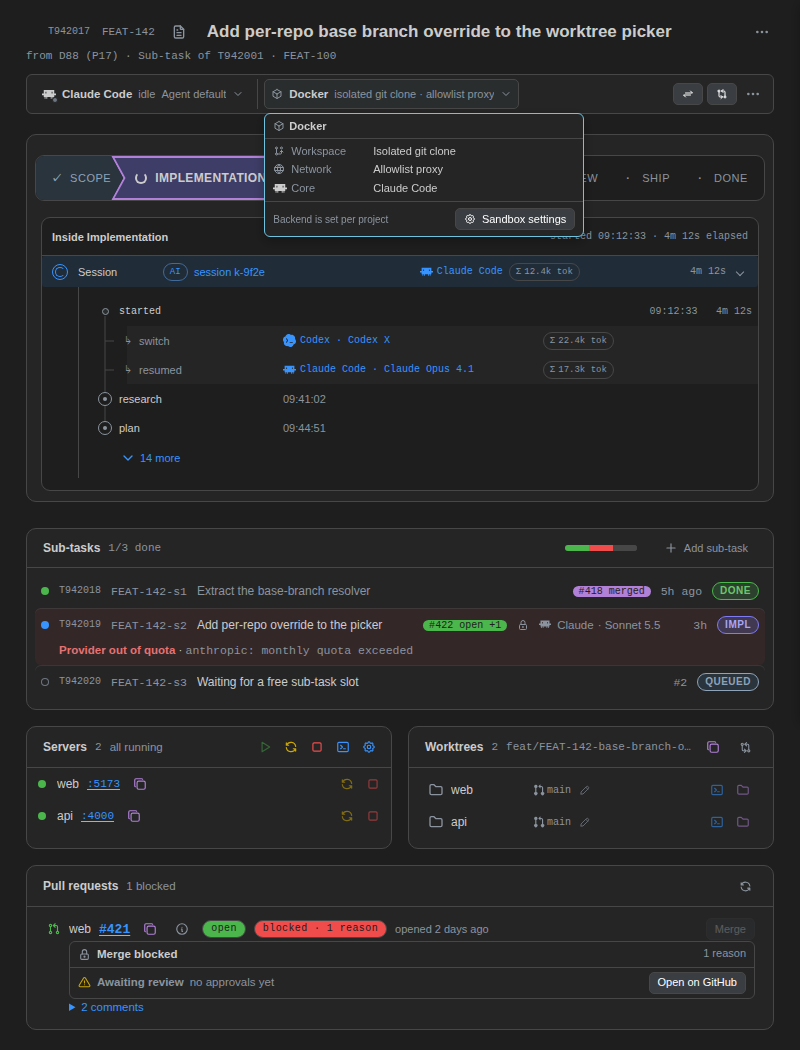 T942017 FEAT-142 Add per-repo base branch override to the worktree picker
from D88 (P17) · Sub-task of T942001 · FEAT-100
Claude Code idle Agent default
Docker isolated git clone · allowlist proxy
Docker
Workspace Isolated git clone
Network Allowlist proxy
Core Claude Code
Backend is set per project Sandbox settings
SCOPE IMPLEMENTATION · SHIP · DONE
Inside Implementation 09:12:33 · 4m 12s elapsed
Session AI session k-9f2e Claude Code Σ 12.4k tok 4m 12s
started 09:12:33 4m 12s
↳ switch Codex · Codex X Σ 22.4k tok
↳ resumed Claude Code · Claude Opus 4.1 Σ 17.3k tok
research 09:41:02
plan 09:44:51
14 more
Sub-tasks 1/3 done Add sub-task
T942018 FEAT-142-s1 Extract the base-branch resolver #418 merged 5h ago DONE
T942019 FEAT-142-s2 Add per-repo override to the picker #422 open +1 Claude · Sonnet 5.5 3h IMPL
Provider out of quota · anthropic: monthly quota exceeded
T942020 FEAT-142-s3 Waiting for a free sub-task slot #2 QUEUED
Servers 2 all running
web :5173
api :4000
Worktrees 2 feat/FEAT-142-base-branch-o…
web main
api main
Pull requests 1 blocked
web #421 open blocked · 1 reason opened 2 days ago Merge
Merge blocked 1 reason
Awaiting review no approvals yet Open on GitHub
2 comments